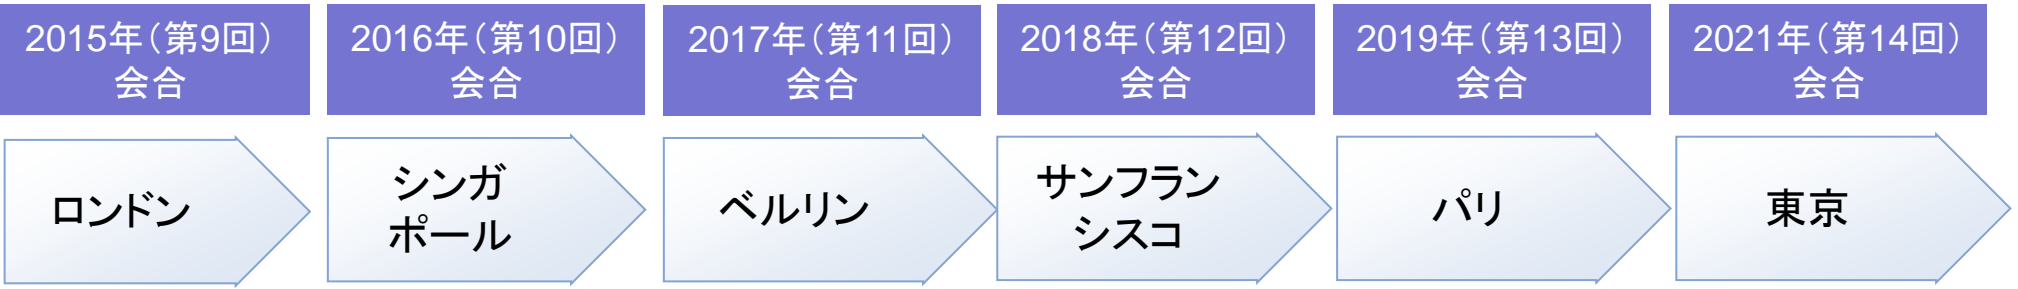 2015年（第9回）
会合
2016年（第10回）
会合
2017年（第11回）
会合
2018年（第12回）
会合
2019年（第13回）
会合
2021年（第14回）
会合
ロンドン
シンガ
ポール
ベルリン
サンフラン
シスコ
パリ
東京